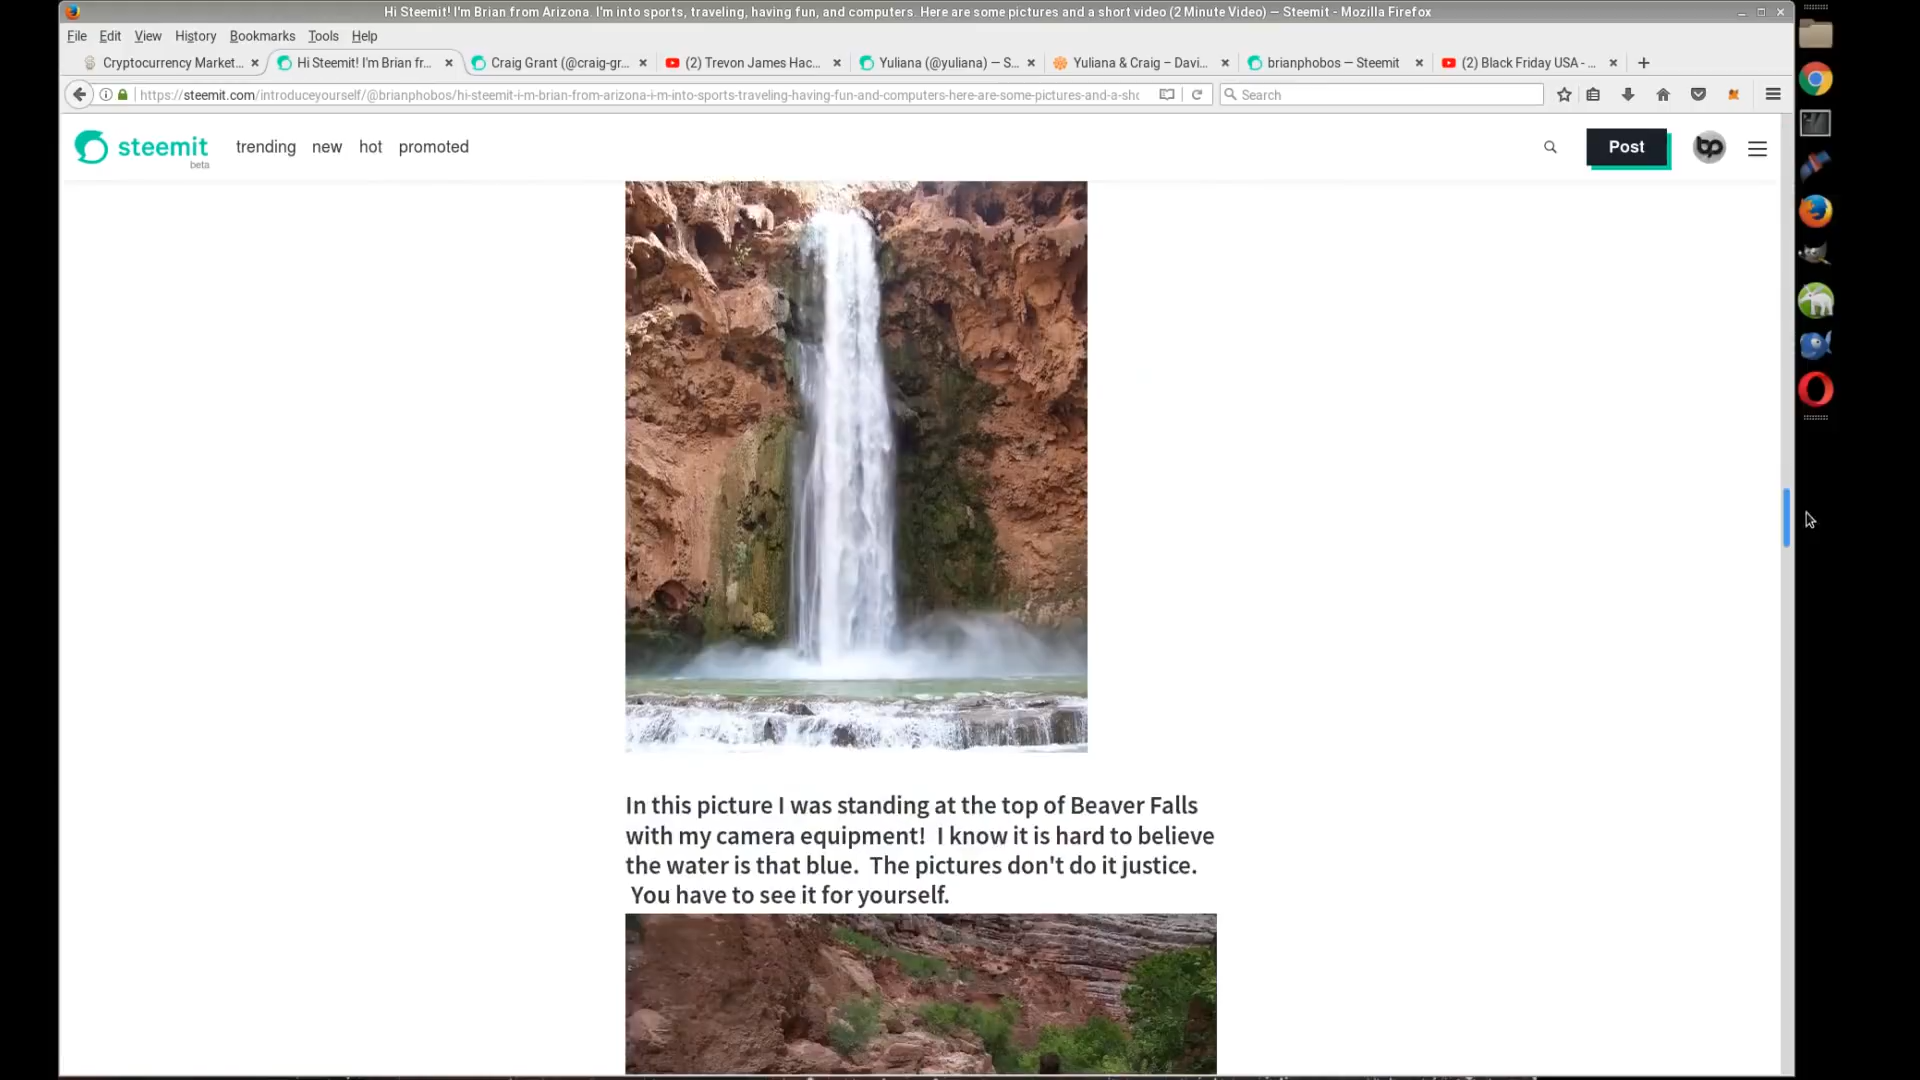 Hi Steemit! I'm Brian from Arizona. I'm into sports, traveling, having fun, and computers. Here are some pictures and a short video (2 Minute Video) — Steemit - Mozilla Firefox
File Edit View History Bookmarks Tools Help
Cryptocurrency Market... Hi Steemit! I'm Brian fr... Craig Grant (@craig-gr... (2) Trevon James Hac... Yuliana (@yuliana) — S... Yuliana & Craig – Davi... brianphobos — Steemit (2) Black Friday USA - ...
https://steemit.com/introduceyourself/@brianphobos/hi-steemit-i-m-brian-from-arizona-i-m-into-sports-traveling-having-fun-and-computers-here-are-some-pictures-and-a-sho Search
steemit trending new hot promoted Post bp
beta
In this picture I was standing at the top of Beaver Falls
with my camera equipment!  I know it is hard to believe
the water is that blue.  The pictures don't do it justice.
You have to see it for yourself.